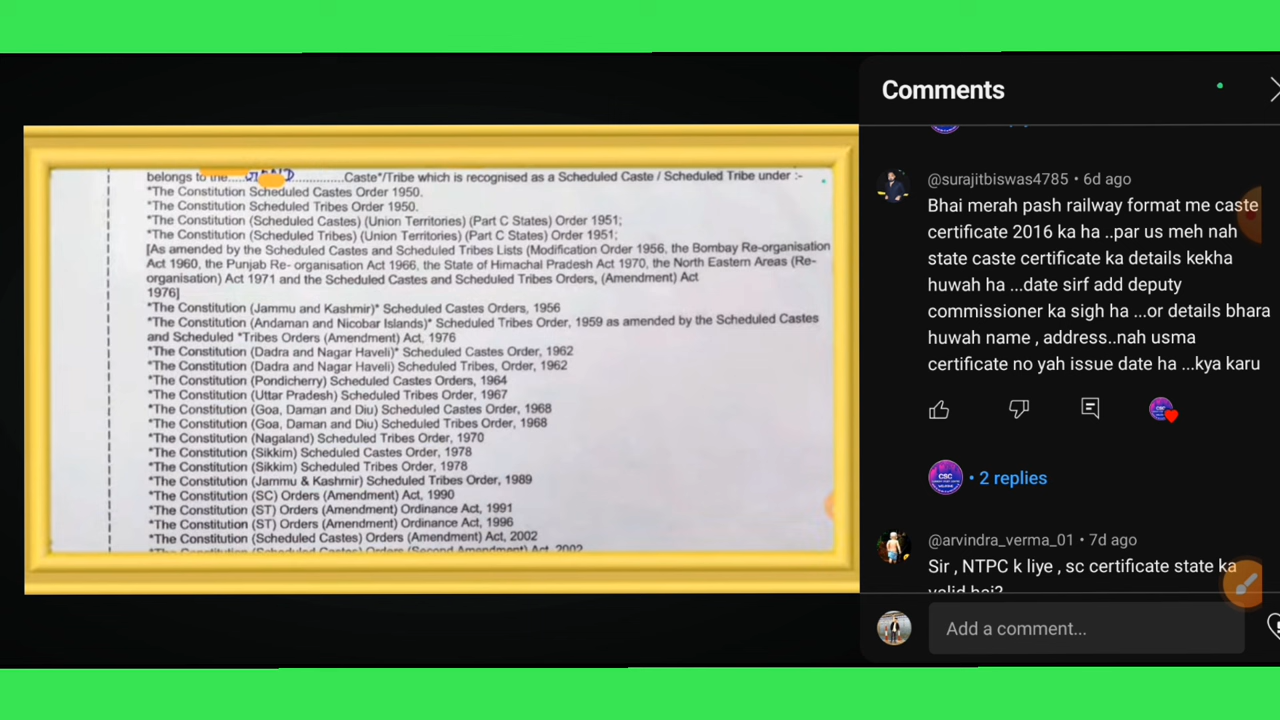 belongs to the..... ...............Caste*/Tribe which is recognised as a Scheduled Caste / Scheduled Tribe under :-
*The Constitution Scheduled Castes Order 1950.
*The Constitution Scheduled Tribes Order 1950.
*The Constitution (Scheduled Castes) (Union Territories) (Part C States) Order 1951;
*The Constitution (Scheduled Tribes) (Union Territories) (Part C States) Order 1951;
[As amended by the Scheduled Castes and Scheduled Tribes Lists (Modification Order 1956, the Bombay Re-organisation
Act 1960, the Punjab Re- organisation Act 1966, the State of Himachal Pradesh Act 1970, the North Eastern Areas (Re-
organisation) Act 1971 and the Scheduled Castes and Scheduled Tribes Orders, (Amendment) Act
1976]
*The Constitution (Jammu and Kashmir)* Scheduled Castes Orders, 1956
*The Constitution (Andaman and Nicobar Islands)* Scheduled Tribes Order, 1959 as amended by the Scheduled Castes
and Scheduled *Tribes Orders (Amendment) Act, 1976
*The Constitution (Dadra and Nagar Haveli)* Scheduled Castes Order, 1962
*The Constitution (Dadra and Nagar Haveli) Scheduled Tribes, Order, 1962
*The Constitution (Pondicherry) Scheduled Castes Orders, 1964
*The Constitution (Uttar Pradesh) Scheduled Tribes Order, 1967
*The Constitution (Goa, Daman and Diu) Scheduled Castes Order, 1968
*The Constitution (Goa, Daman and Diu) Scheduled Tribes Order, 1968
*The Constitution (Nagaland) Scheduled Tribes Order, 1970
*The Constitution (Sikkim) Scheduled Castes Order, 1978
*The Constitution (Sikkim) Scheduled Tribes Order, 1978
*The Constitution (Jammu & Kashmir) Scheduled Tribes Order, 1989
*The Constitution (SC) Orders (Amendment) Act, 1990
*The Constitution (ST) Orders (Amendment) Ordinance Act, 1991
*The Constitution (ST) Orders (Amendment) Ordinance Act, 1996
*The Constitution (Scheduled Castes) Orders (Amendment) Act, 2002
*The Constitution (Scheduled Castes) Orders (Second Amendment) Act, 2002
Comments
@surajitbiswas4785 • 6d ago
Bhai merah pash railway format me caste
certificate 2016 ka ha ..par us meh nah
state caste certificate ka details kekha
huwah ha ...date sirf add deputy
commissioner ka sigh ha ...or details bhara
huwah name , address..nah usma
certificate no yah issue date ha ...kya karu
CSC
• 2 replies
@arvindra_verma_01 • 7d ago
Sir , NTPC k liye , sc certificate state ka
valid hai?
Add a comment...